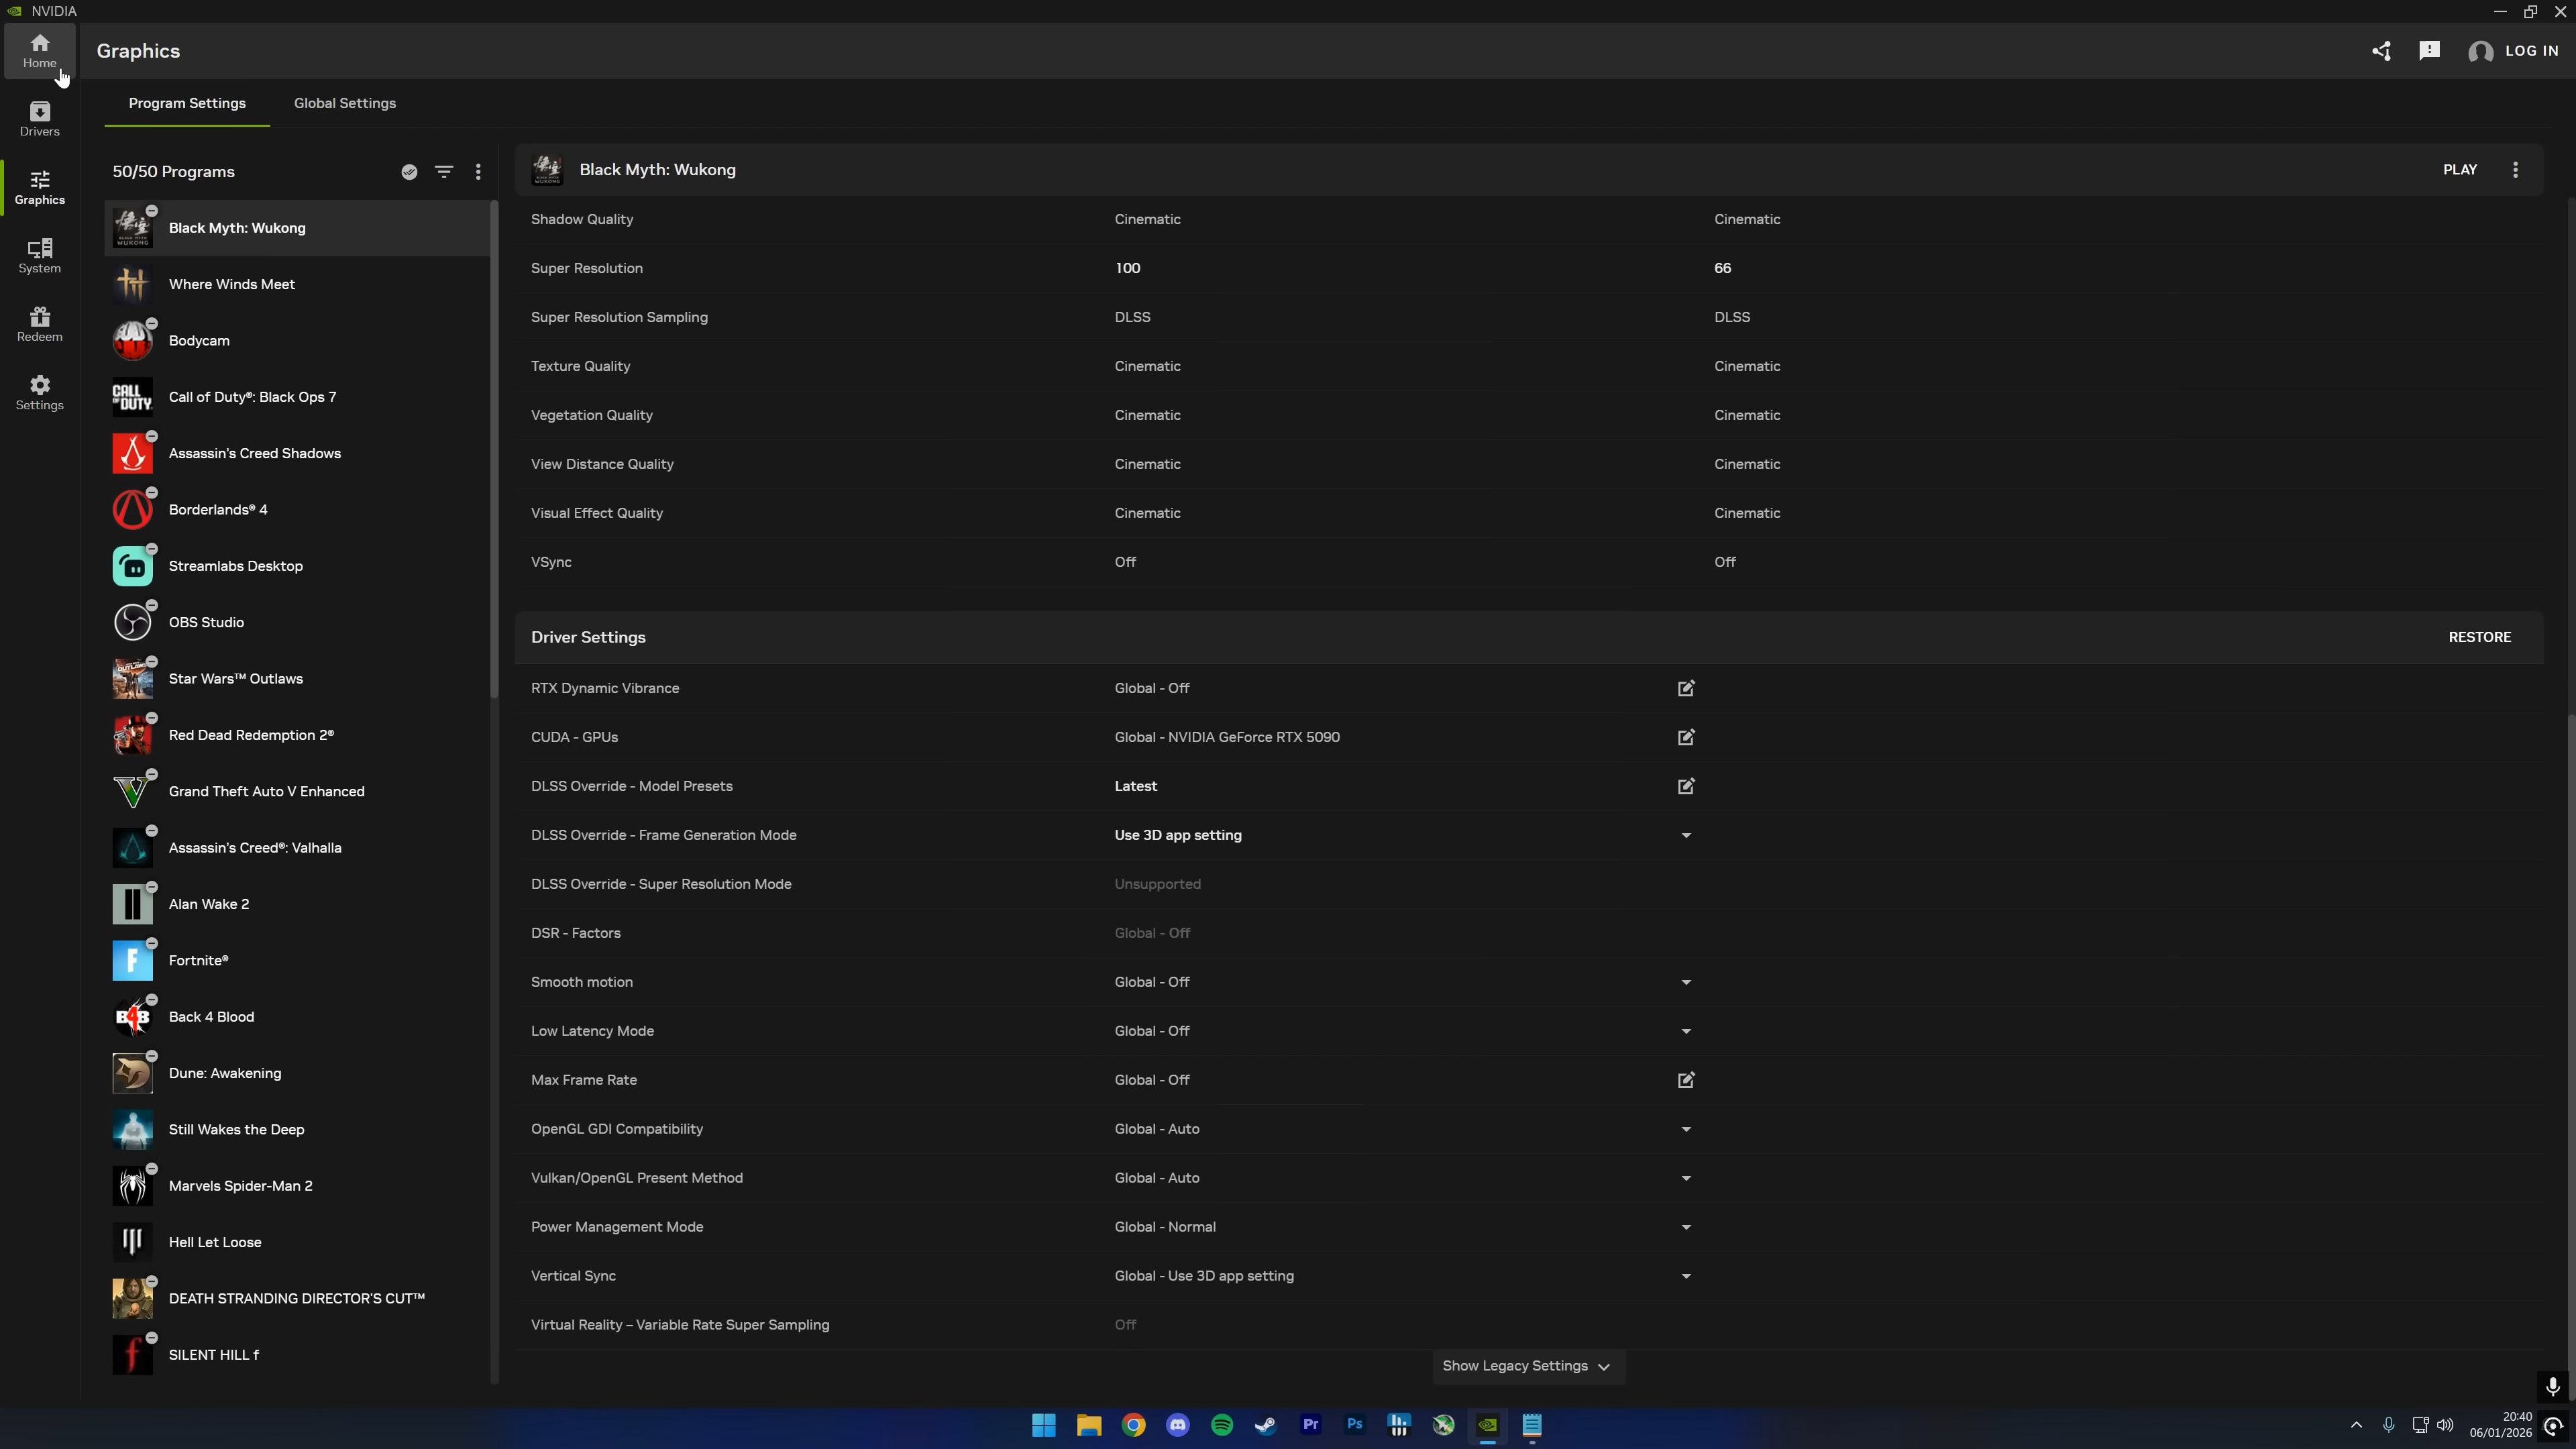 NVIDIA
Home
Graphics
LOG IN
Drivers
Graphics
System
Redeem
Settings
Program Settings
Global Settings
50/50 Programs
Black Myth: Wukong
Where Winds Meet
Bodycam
CALL OF DUTY.
Call of Duty®: Black Ops 7
Assassin's Creed Shadows
Borderlands® 4
Streamlabs Desktop
OBS Studio
Star Wars™ Outlaws
Red Dead Redemption 2®
Grand Theft Auto V Enhanced
Assassin's Creed®: Valhalla
Alan Wake 2
F
Fortnite®
B4B
Back 4 Blood
Dune: Awakening
Still Wakes the Deep
Marvels Spider-Man 2
Hell Let Loose
DEATH STRANDING DIRECTOR'S CUT™
f
SILENT HILL f
Black Myth: Wukong
PLAY
Shadow Quality Cinematic Cinematic
Super Resolution 100 66
Super Resolution Sampling DLSS DLSS
Texture Quality Cinematic Cinematic
Vegetation Quality Cinematic Cinematic
View Distance Quality Cinematic Cinematic
Visual Effect Quality Cinematic Cinematic
VSync Off Off
Driver Settings RESTORE
RTX Dynamic Vibrance Global - Off
CUDA - GPUs Global - NVIDIA GeForce RTX 5090
DLSS Override - Model Presets Latest
DLSS Override - Frame Generation Mode Use 3D app setting
DLSS Override - Super Resolution Mode Unsupported
DSR - Factors Global - Off
Smooth motion Global - Off
Low Latency Mode Global - Off
Max Frame Rate Global - Off
OpenGL GDI Compatibility Global - Auto
Vulkan/OpenGL Present Method Global - Auto
Power Management Mode Global - Normal
Vertical Sync Global - Use 3D app setting
Virtual Reality – Variable Rate Super Sampling Off
Show Legacy Settings
Pr
Ps
20:40
06/01/2026